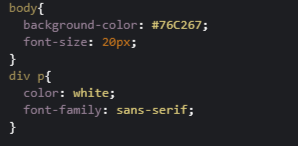 body{
  background-color: #76C267;
  font-size: 20px;
}
div p{
  color: white;
  font-family: sans-serif;
}